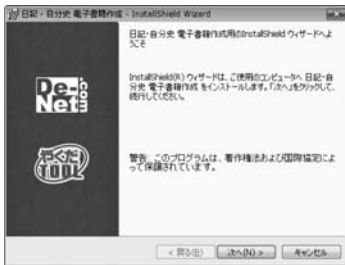 日記・自分史 電子書籍作成 - InstallShield Wizard
日記・自分史 電子書籍作成用のInstallShield ウィザードへよ
うこそ
InstallShield(R) ウィザードは、ご使用のコンピュータへ 日記・自
分史 電子書籍作成 をインストールします。「次へ」をクリックして、
続行してください。
De-
Net.com
やくだつ
TOOL
警告: このプログラムは、著作権法および国際協定によ
って保護されています。
< 戻る(B)
次へ(N) >
キャンセル